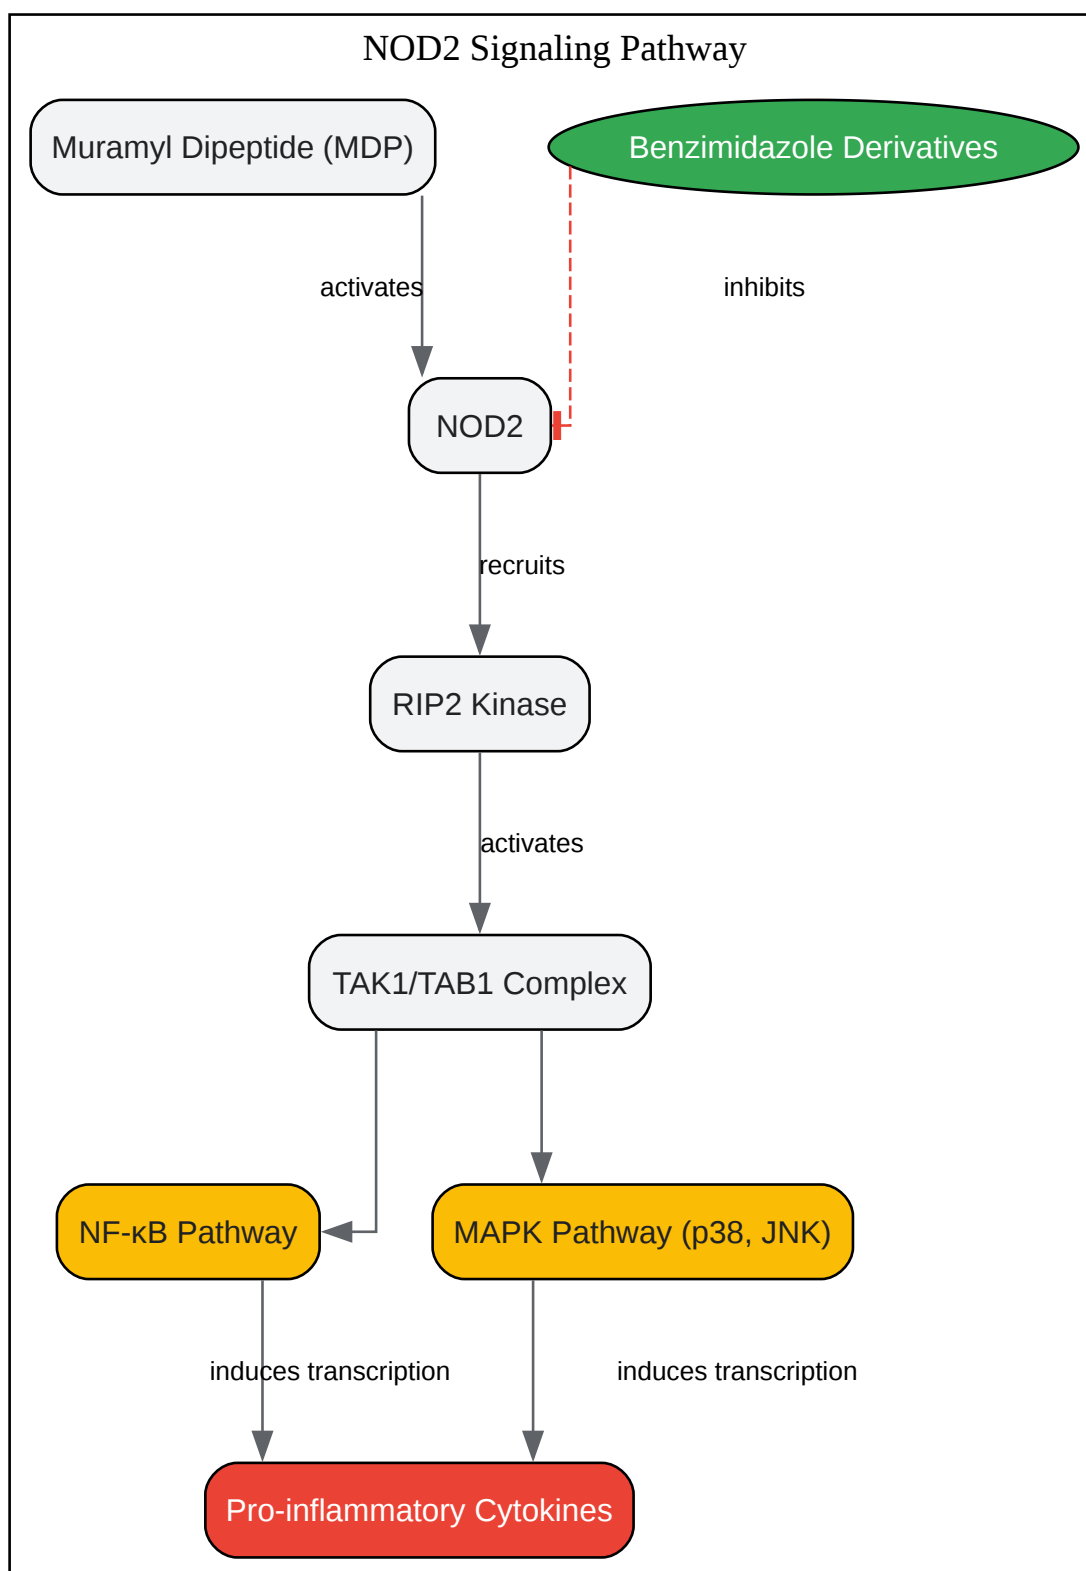 NOD2 Signaling Pathway
Muramyl Dipeptide (MDP)
Benzimidazole Derivatives
activates
inhibits
NOD2
recruits
RIP2 Kinase
activates
TAK1/TAB1 Complex
NF-κB Pathway
MAPK Pathway (p38, JNK)
induces transcription
induces transcription
Pro-inflammatory Cytokines